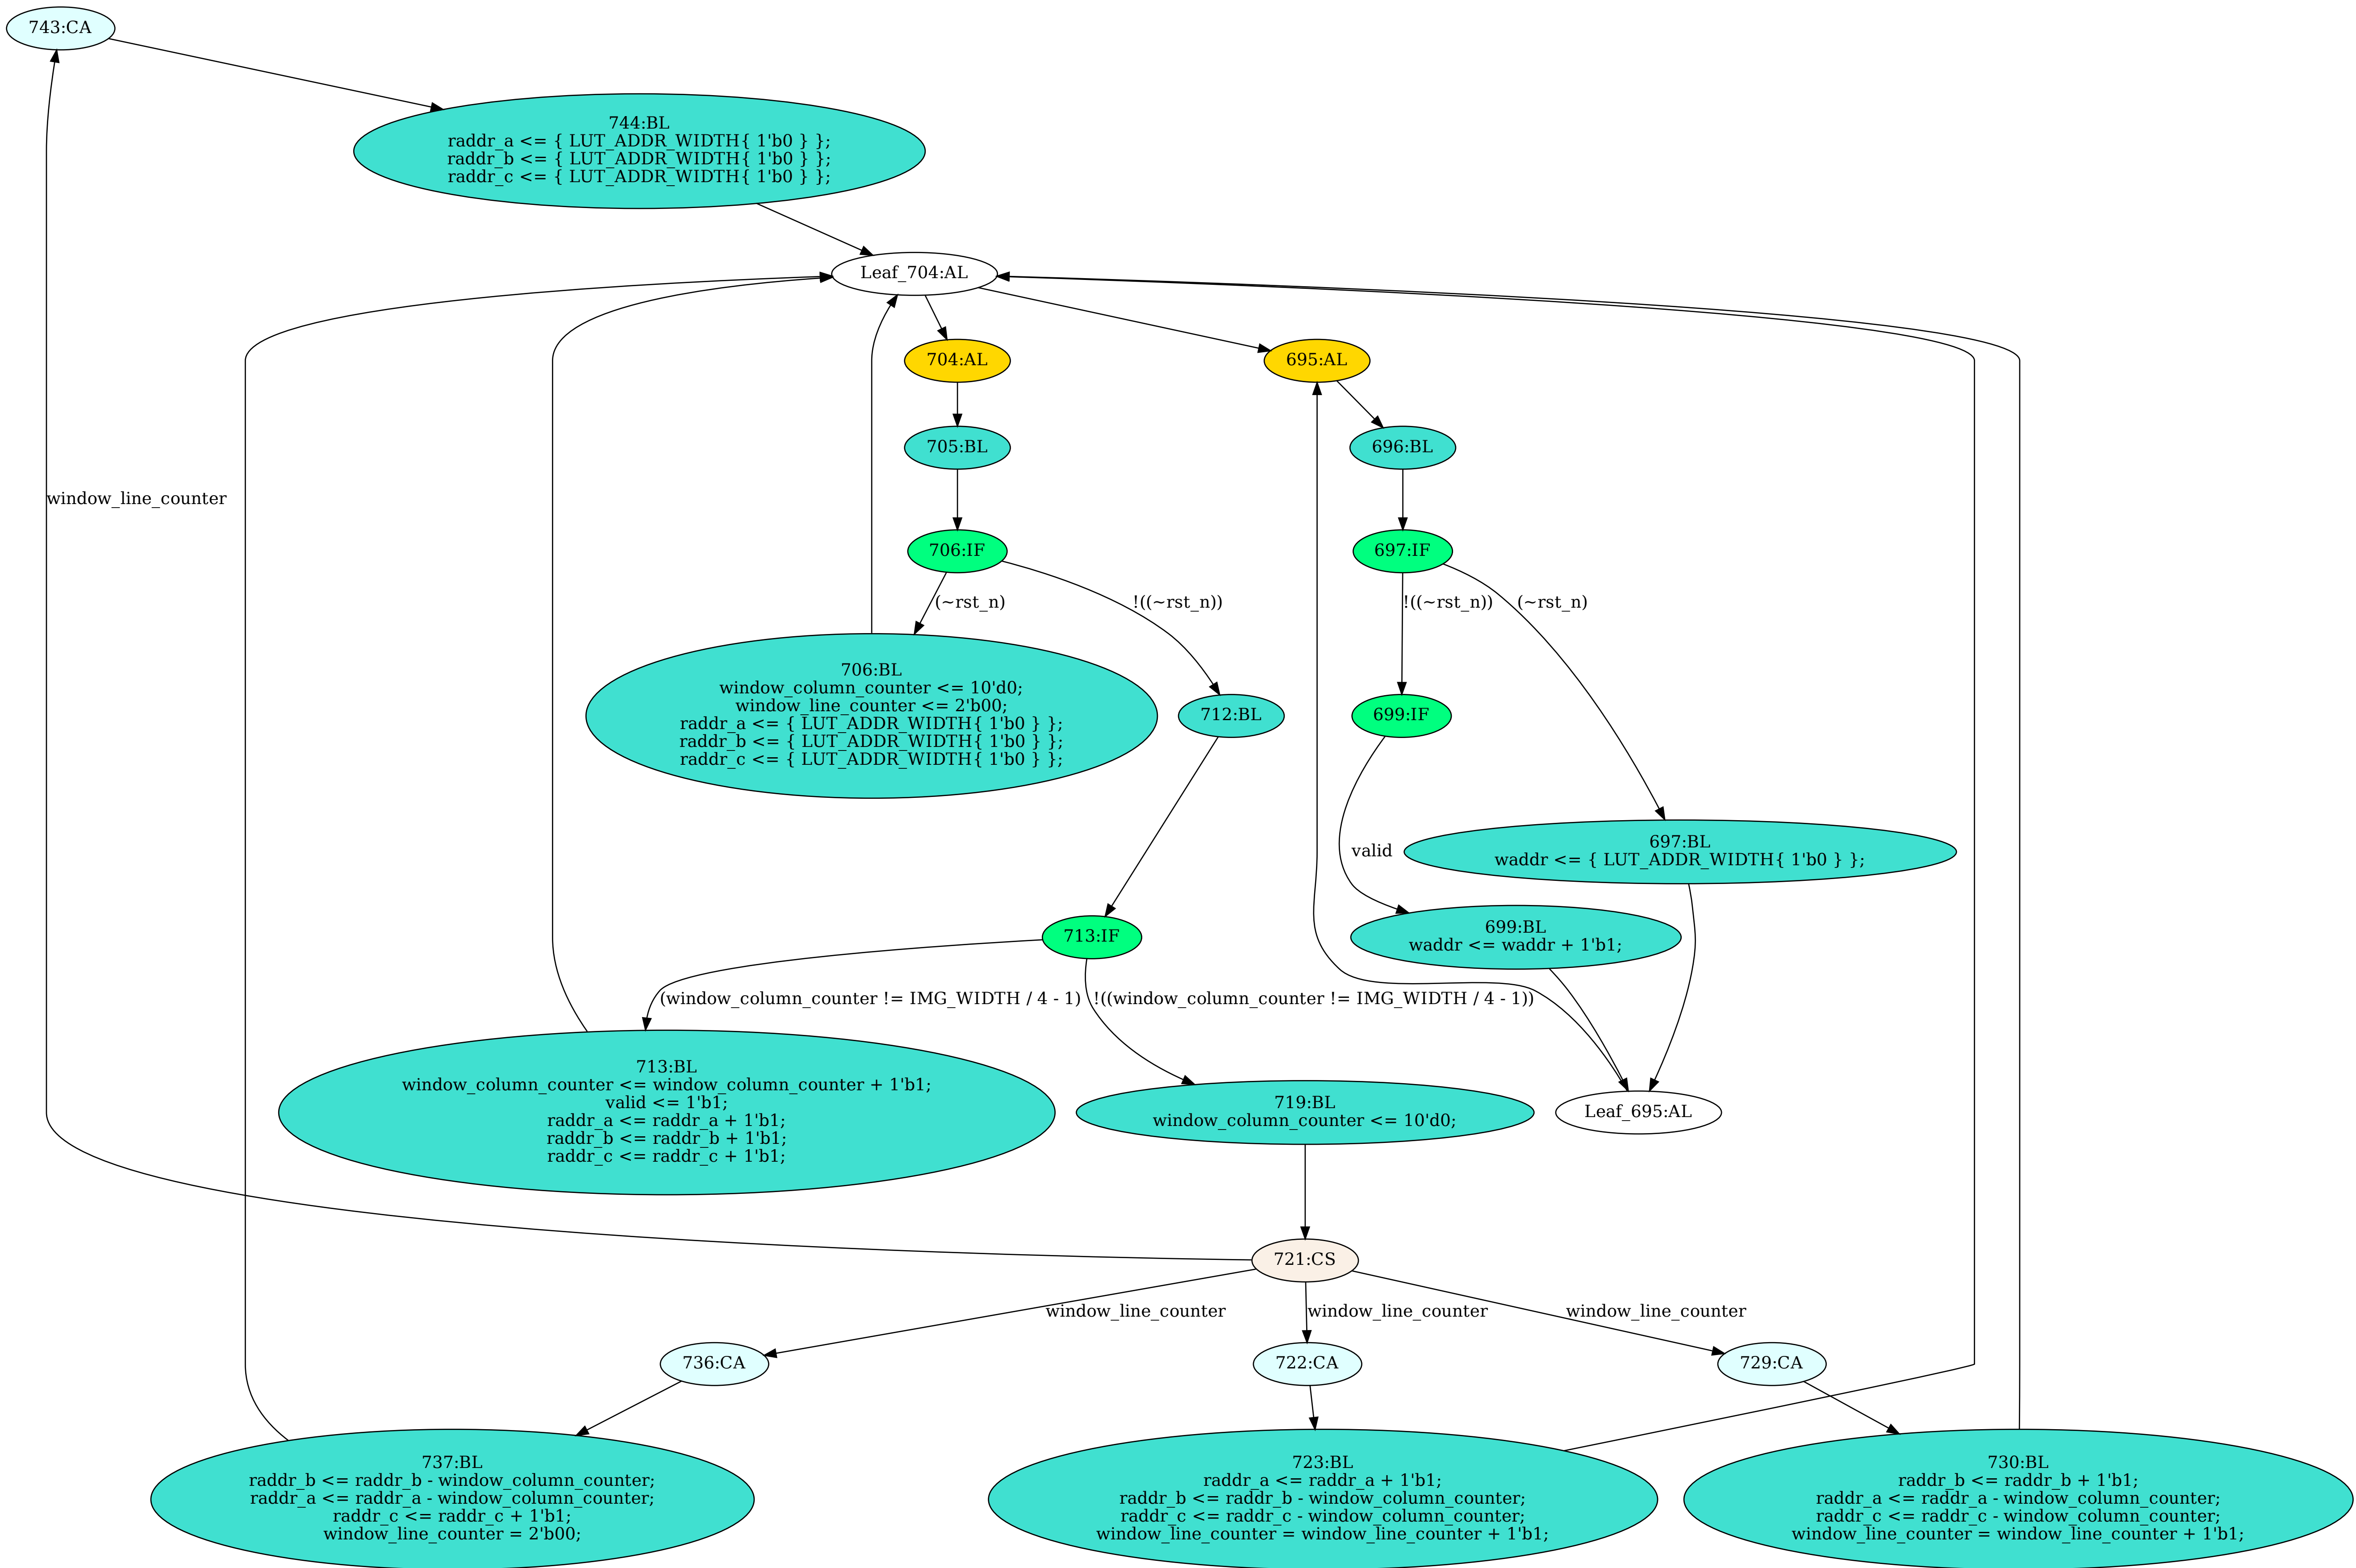 743:CA
744:BL
raddr_a <= { LUT_ADDR_WIDTH{ 1'b0 } };
raddr_b <= { LUT_ADDR_WIDTH{ 1'b0 } };
raddr_c <= { LUT_ADDR_WIDTH{ 1'b0 } };
Leaf_704:AL
704:AL
695:AL
705:BL
696:BL
window_line_counter
706:IF
697:IF
(~rst_n)
!((~rst_n))
!((~rst_n))
(~rst_n)
706:BL
window_column_counter <= 10'd0;
window_line_counter <= 2'b00;
raddr_a <= { LUT_ADDR_WIDTH{ 1'b0 } };
raddr_b <= { LUT_ADDR_WIDTH{ 1'b0 } };
raddr_c <= { LUT_ADDR_WIDTH{ 1'b0 } };
712:BL
699:IF
valid
697:BL
waddr <= { LUT_ADDR_WIDTH{ 1'b0 } };
713:IF
699:BL
waddr <= waddr + 1'b1;
(window_column_counter != IMG_WIDTH / 4 - 1)
!((window_column_counter != IMG_WIDTH / 4 - 1))
713:BL
window_column_counter <= window_column_counter + 1'b1;
valid <= 1'b1;
raddr_a <= raddr_a + 1'b1;
raddr_b <= raddr_b + 1'b1;
raddr_c <= raddr_c + 1'b1;
719:BL
window_column_counter <= 10'd0;
Leaf_695:AL
721:CS
window_line_counter
window_line_counter
window_line_counter
736:CA
722:CA
729:CA
737:BL
raddr_b <= raddr_b - window_column_counter;
raddr_a <= raddr_a - window_column_counter;
raddr_c <= raddr_c + 1'b1;
window_line_counter = 2'b00;
723:BL
raddr_a <= raddr_a + 1'b1;
raddr_b <= raddr_b - window_column_counter;
raddr_c <= raddr_c - window_column_counter;
window_line_counter = window_line_counter + 1'b1;
730:BL
raddr_b <= raddr_b + 1'b1;
raddr_a <= raddr_a - window_column_counter;
raddr_c <= raddr_c - window_column_counter;
window_line_counter = window_line_counter + 1'b1;